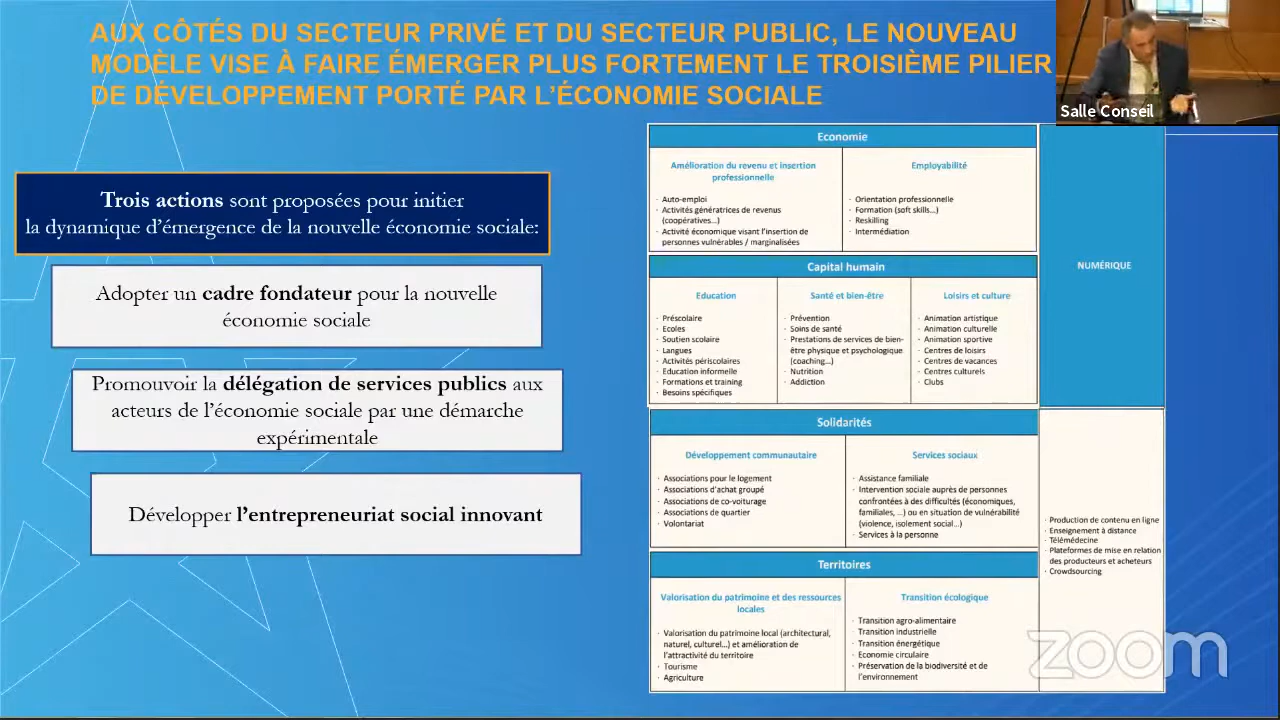 AUX CÔTÉS DU SECTEUR PRIVÉ ET DU SECTEUR PUBLIC, LE NOUVEAU
MODÈLE VISE À FAIRE ÉMERGER PLUS FORTEMENT LE TROISIÈME PILIER
DE DÉVELOPPEMENT PORTÉ PAR L'ÉCONOMIE SOCIALE
Salle Conseil
Trois actions sont proposées pour initier
la dynamique d'émergence de la nouvelle économie sociale:
Adopter un cadre fondateur pour la nouvelle
économie sociale
Promouvoir la délégation de services publics aux
acteurs de l'économie sociale par une démarche
expérimentale
Développer l'entrepreneuriat social innovant
Economie
Amélioration du revenu et insertion
professionnelle
· Auto-emploi
· Activités génératrices de revenus
(coopératives...)
· Activité économique visant l'insertion de
personnes vulnérables / marginalisées
Employabilité
· Orientation professionnelle
· Formation (soft skills...)
· Reskilling
· Intermédiation
Capital humain
Education
· Préscolaire
· Ecoles
· Soutien scolaire
· Langues
· Activités périscolaires
· Education informelle
· Formations et training
· Besoins spécifiques
Santé et bien-être
· Prévention
· Soins de santé
· Prestations de services de bien-
être physique et psychologique
(coaching...)
· Nutrition
· Addiction
Loisirs et culture
· Animation artistique
· Animation culturelle
· Animation sportive
· Centres de loisirs
· Centres de vacances
· Centres culturels
· Clubs
Solidarités
Développement communautaire
· Associations pour le logement
· Associations d'achat groupé
· Associations de co-voiturage
· Associations de quartier
· Volontariat
Services sociaux
· Assistance familiale
· Intervention sociale auprès de personnes
confrontées à des difficultés (économiques,
familiales, ...) ou en situation de vulnérabilité
(violence, isolement social...)
· Services à la personne
Territoires
Valorisation du patrimoine et des ressources
locales
· Valorisation du patrimoine local (architectural,
naturel, culturel...) et amélioration de
l'attractivité du territoire
· Tourisme
· Agriculture
Transition écologique
· Transition agro-alimentaire
· Transition industrielle
· Transition énergétique
· Economie circulaire
· Préservation de la biodiversité et de
l'environnement
NUMÉRIQUE
· Production de contenu en ligne
· Enseignement à distance
· Télémédecine
· Plateformes de mise en relation
des producteurs et acheteurs
· Crowdsourcing
zoom